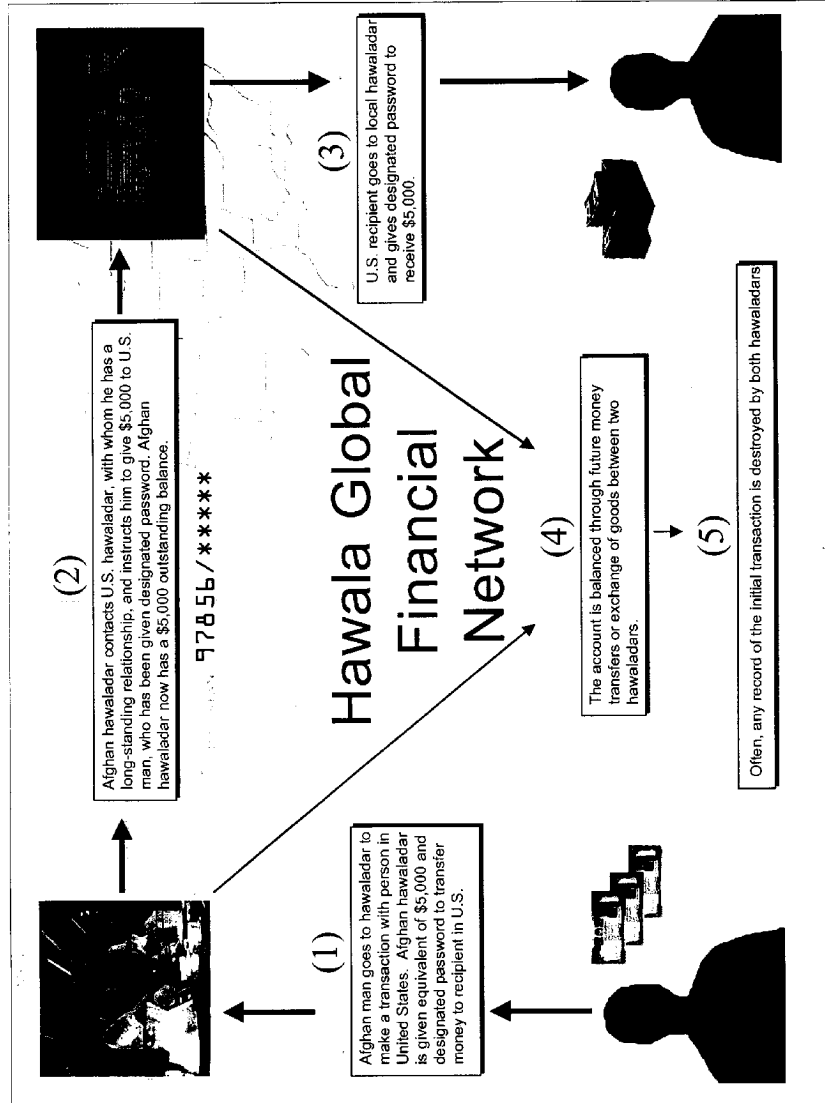 (2)
Afghan hawaladar contacts U.S. hawaladar, with whom he has a
long-standing relationship, and instructs him to give $5,000 to U.S.
man, who has been given designated password. Afghan
hawaladar now has a $5,000 outstanding balance.
97856/*****
(1)
Afghan man goes to hawaladar to
make a transaction with person in
United States. Afghan hawaladar
is given equivalent of $5,000 and
designated password to transfer
money to recipient in U.S.
Hawala Global
Financial
Network
(3)
U.S. recipient goes to local hawaladar
and gives designated password to
receive $5,000.
(4)
The account is balanced through future money
transfers or exchange of goods between two
hawaladars.
(5)
Often, any record of the initial transaction is destroyed by both hawaladars